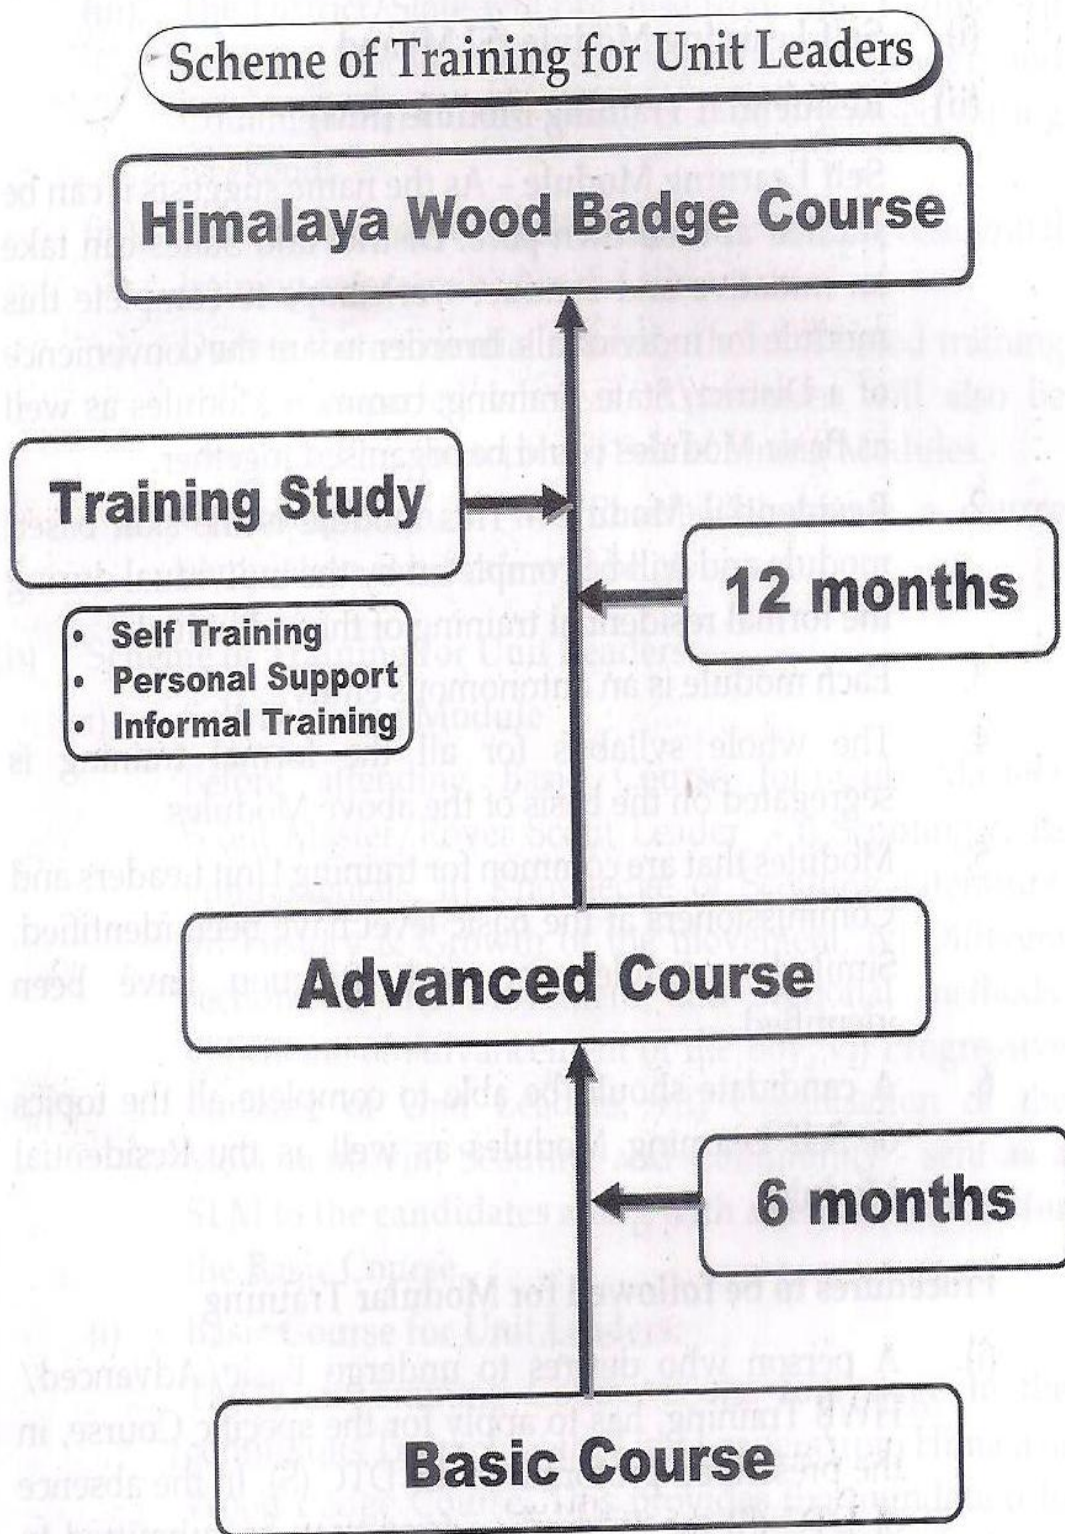 Scheme of Training for Unit Leaders
Himalaya Wood Badge Course
Training Study
12 months
• Self Training
• Personal Support
• Informal Training
Advanced Course
6 months
Basic Course